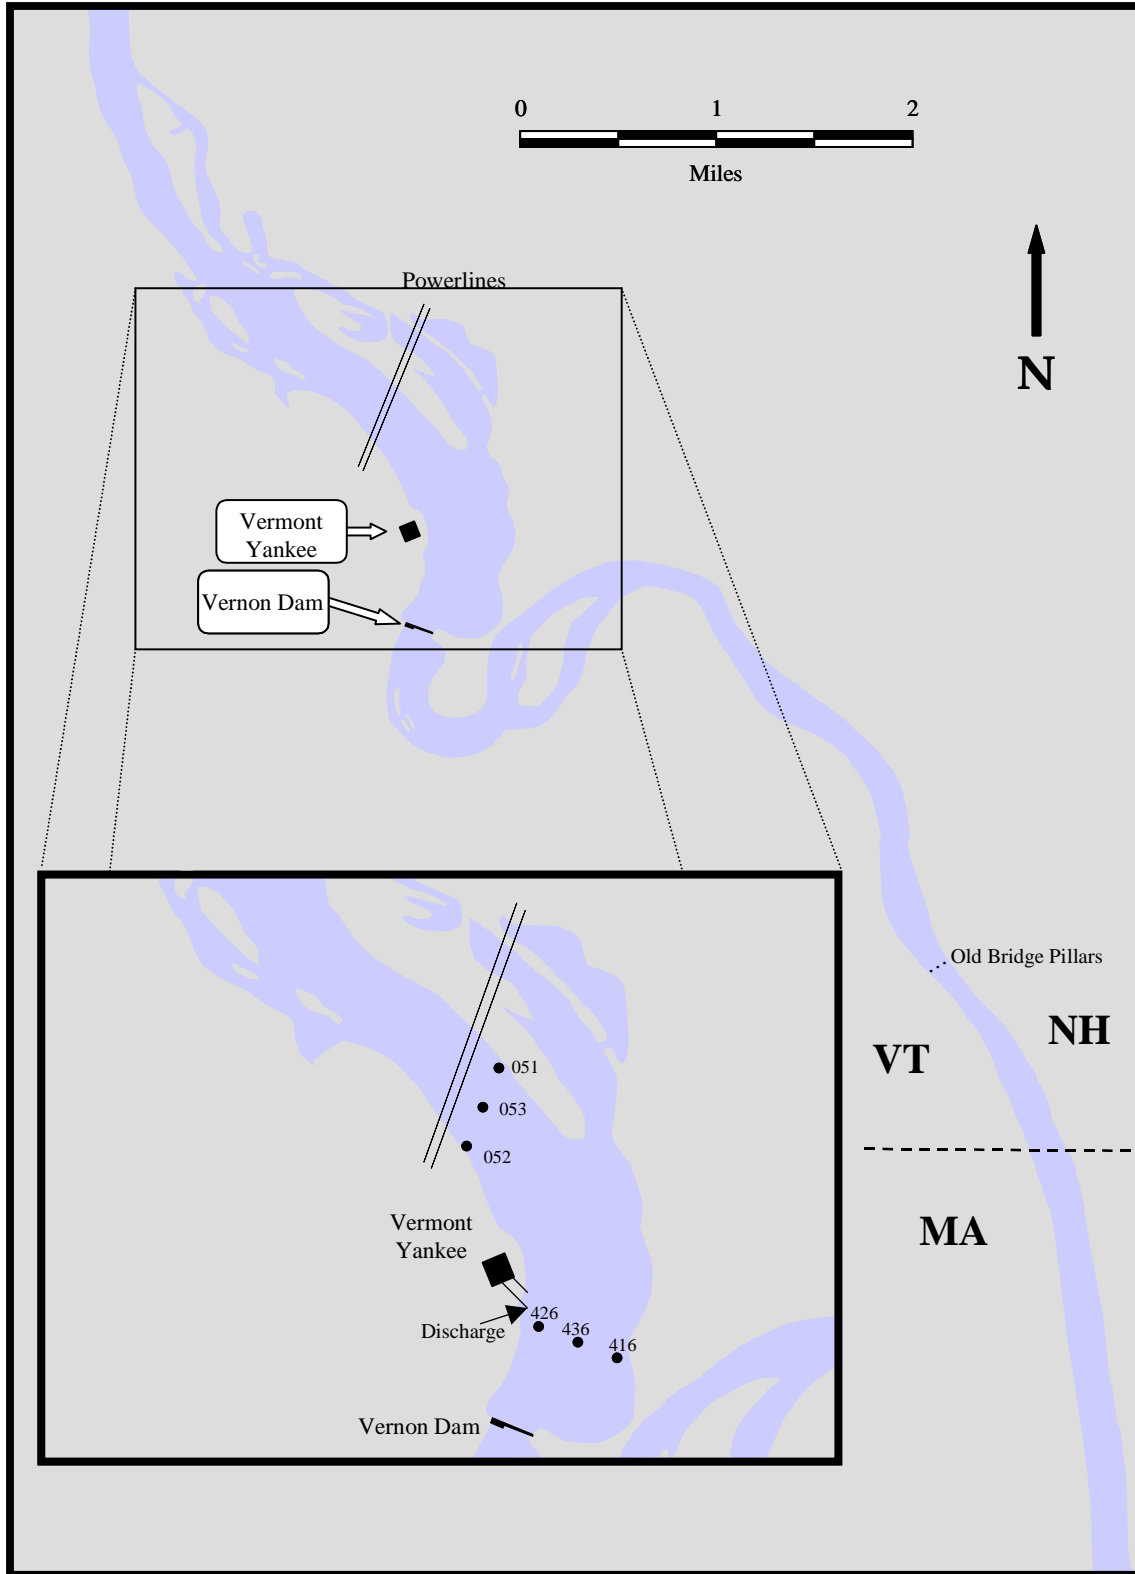 0 1 2
Miles
N
Powerlines
Vermont
Yankee
Vernon Dam
Old Bridge Pillars
NH
VT
MA
051
053
052
Vermont
Yankee
Discharge
426
436
416
Vernon Dam